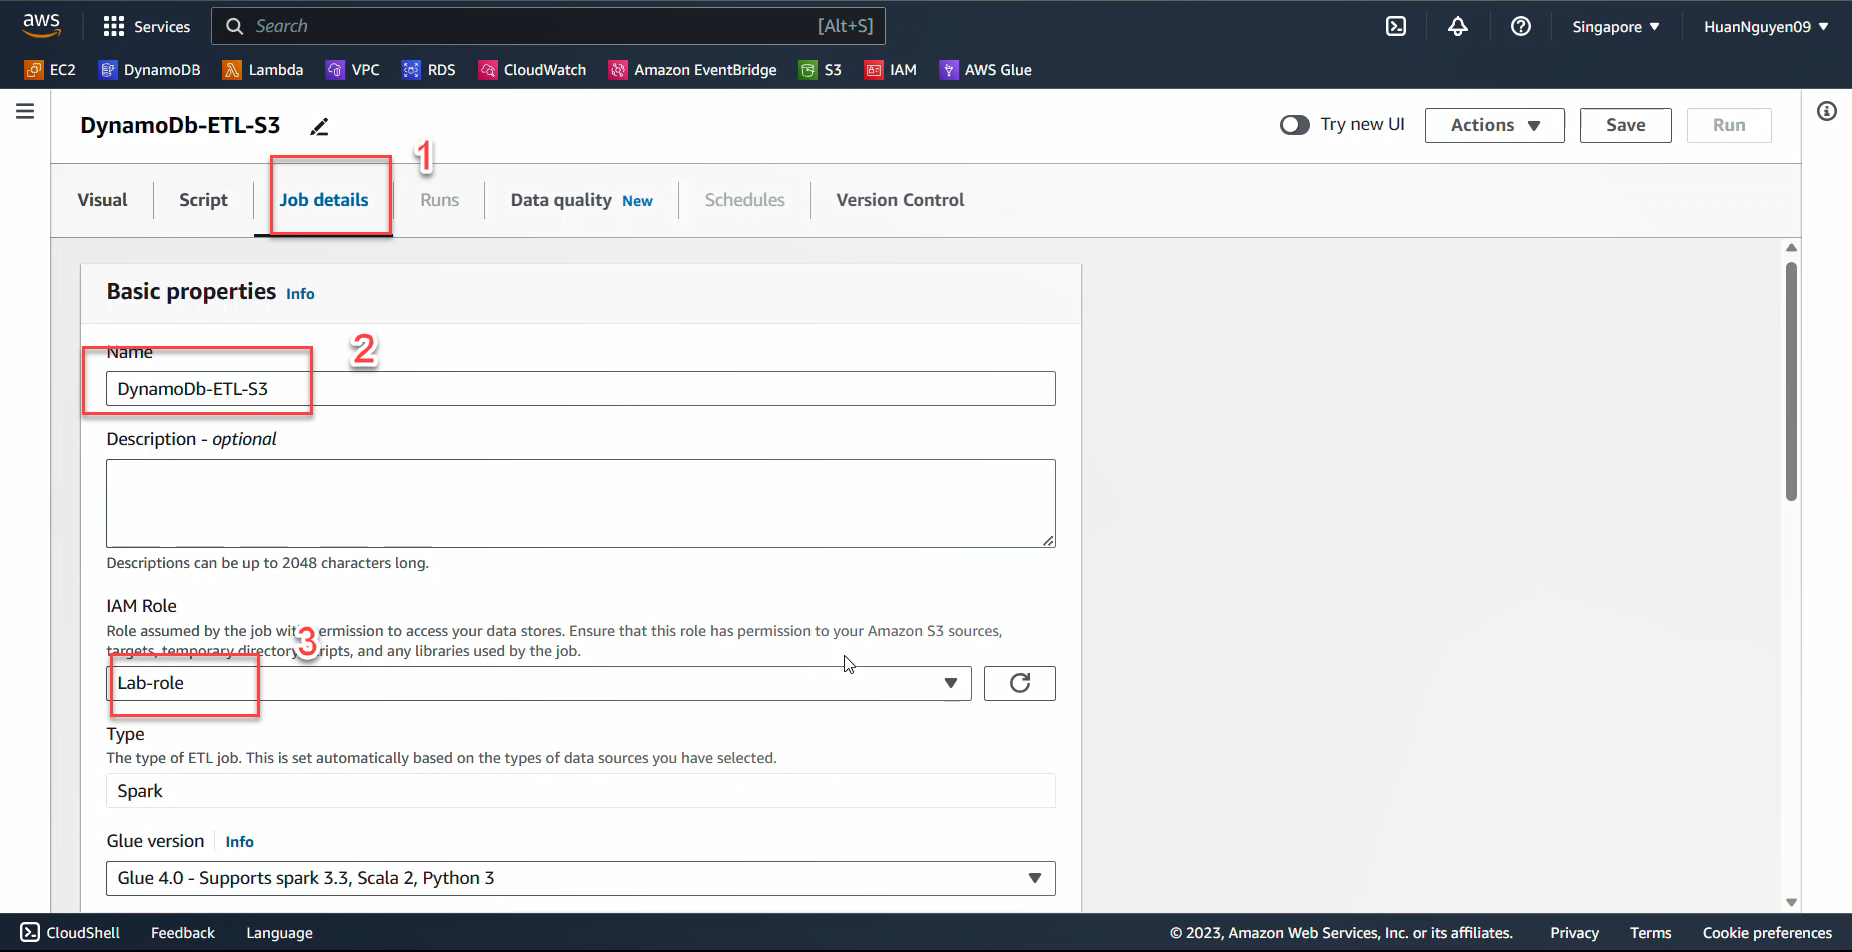 aws Services Search [Alt+S] Singapore HuanNguyen09
EC2 DynamoDB Lambda VPC RDS CloudWatch Amazon EventBridge S3 IAM AWS Glue
DynamoDb-ETL-S3 Try new UI Actions Save Run
1
Visual Script Job details Runs Data quality New Schedules Version Control
Basic properties Info
Name
2
DynamoDb-ETL-S3
Description - optional
Descriptions can be up to 2048 characters long.
IAM Role
Role assumed by the job ermission to access your data stores. Ensure that this role has permission to your Amazon S3 sources,
3
targets, temporary directory, and any libraries used by the job.
Lab-role
Type
The type of ETL job. This is set automatically based on the types of data sources you have selected.
Spark
Glue version Info
Glue 4.0 - Supports spark 3.3, Scala 2, Python 3
CloudShell Feedback Language © 2023, Amazon Web Services, Inc. or its affiliates. Privacy Terms Cookie preferences